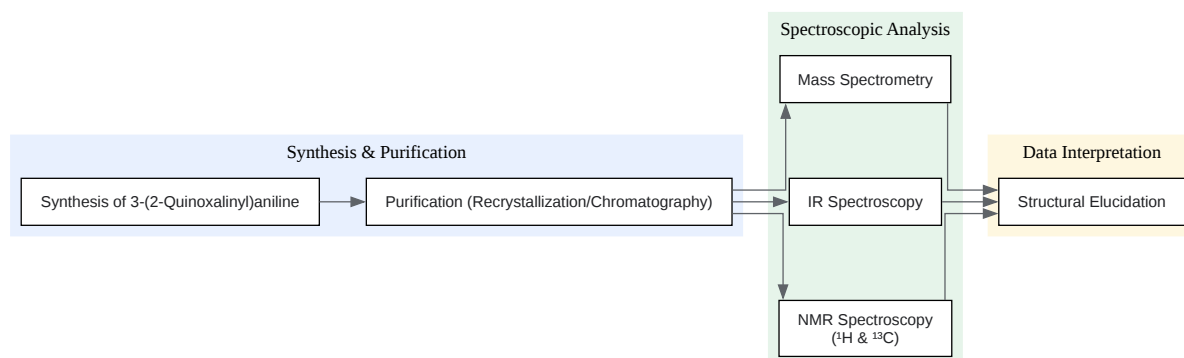 Spectroscopic Analysis
Mass Spectrometry
Synthesis & Purification
Data Interpretation
Synthesis of 3-(2-Quinoxalinyl)aniline
Purification (Recrystallization/Chromatography)
IR Spectroscopy
Structural Elucidation
NMR Spectroscopy
(¹H & ¹³C)